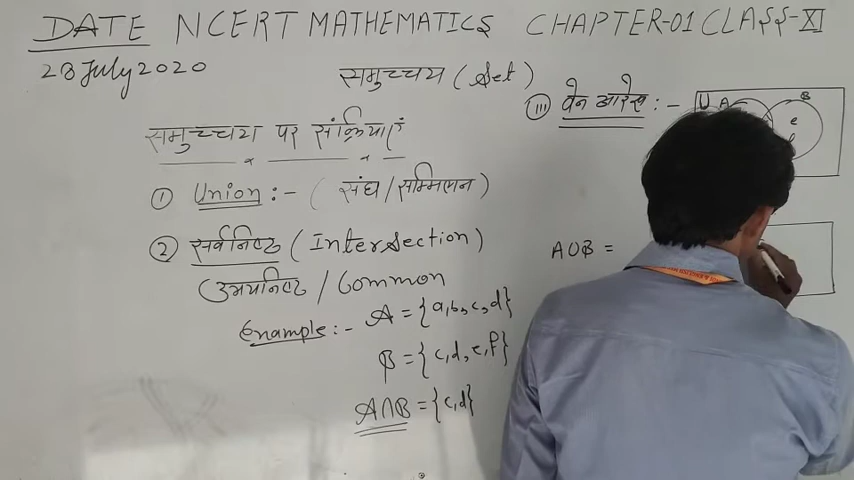 DATE NCERT MATHEMATICS CHAPTER-01 CLASS-XI
28 July 2020
समुच्चय (Set)
समुच्चय पर संक्रियाएं
① Union :- (संघ/सम्मिलन)
② सर्वनिष्ठ (Intersection)
उभयनिष्ठ / Common
Example :- A = {a,b,c,d}
B = {c,d,e,f}
A∩B = {c,d}
(III) वेन आरेख :-
U A B
e
f
A∪B =